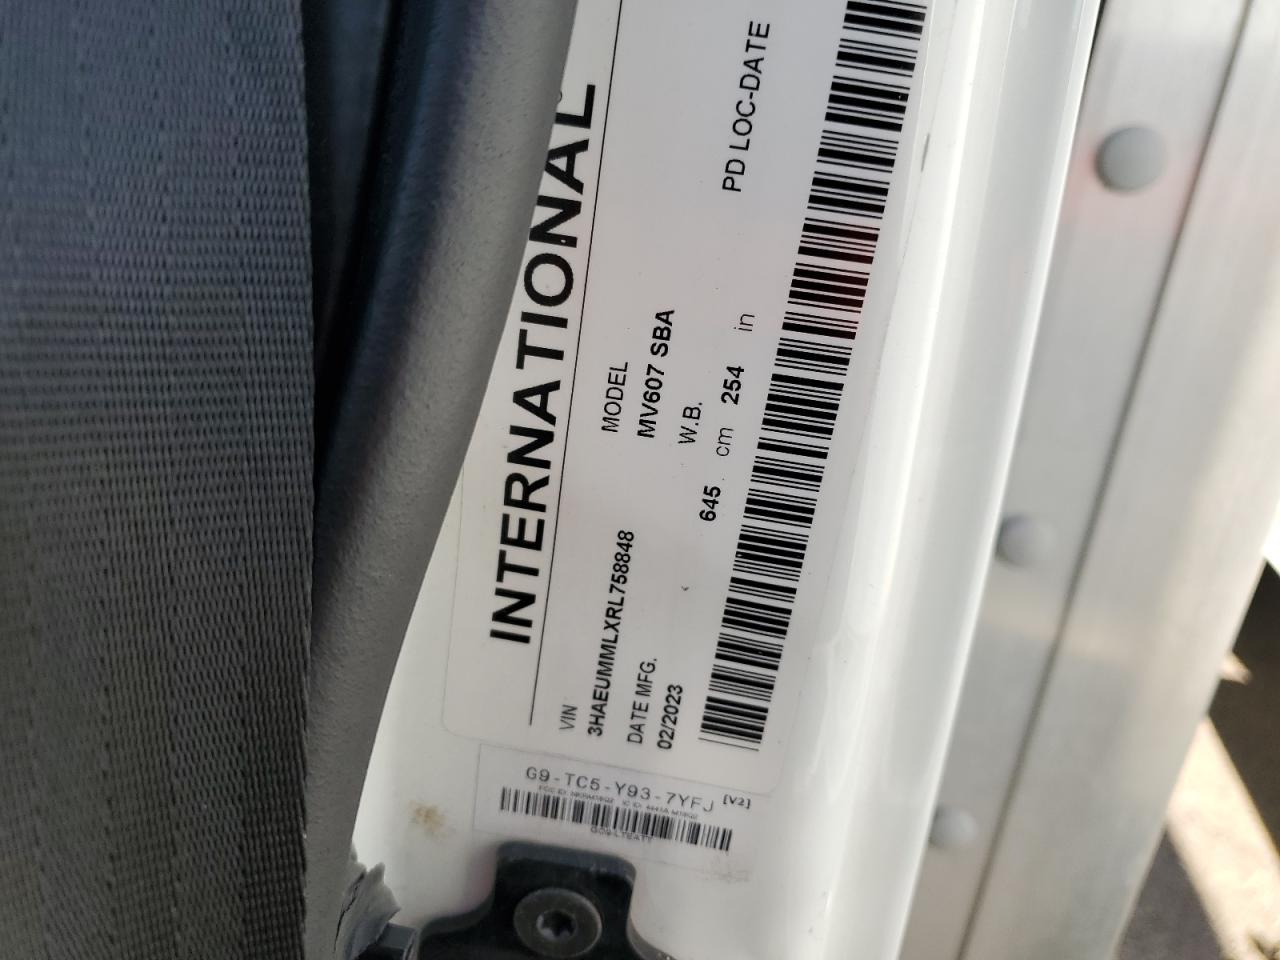 INTERNATIONAL
VIN MODEL
3HAEUMMLXRL758848 MV607 SBA
DATE MFG. W.B.
02/2023 645 cm 254 in
PD LOC-DATE
G9-TC5-Y93-7YFJ [V2]